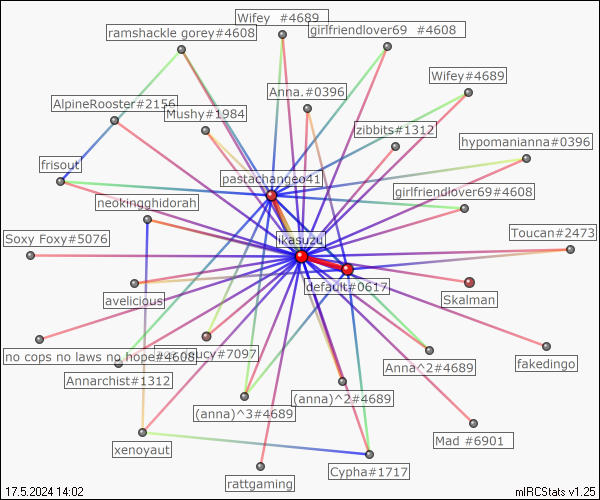 Wifey #4689
girlfriendlover69 #4608
ramshackle gorey#4608
Wifey#4689
Anna.#0396
AlpineRooster#2156
Mushy#1984
zibbits#1312
hypomanianna#0396
frisout
pastachangeo41
neokingghidorah
girlfriendlover69#4608
Soxy Foxy#5076
ikasuzu
Toucan#2473
default#0617
avelicious
Skalman
no cops no laws no hope#4608
ucy#7097
Annarchist#1312
Anna^2#4689
fakedingo
(anna)^2#4689
(anna)^3#4689
xenoyaut
Mad #6901
rattgaming
Cypha#1717
17.5.2024 14:02
mIRCStats v1.25